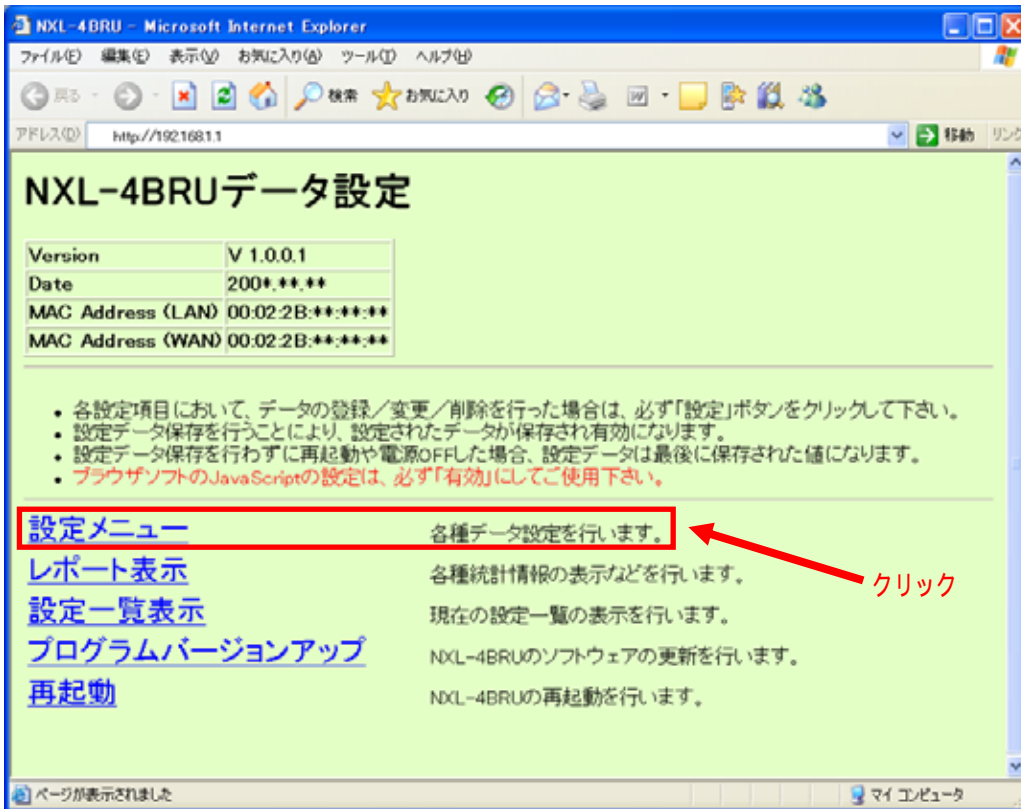 NXL-4BRU - Microsoft Internet Explorer
ファイル(F) 編集(E) 表示(V) お気に入り(A) ツール(T) ヘルプ(H)
戻る 検索 お気に入り
アドレス(D) http://192.168.1.1 移動 リンク
NXL-4BRUデータ設定
Version V 1.0.0.1
Date 200*.**.**
MAC Address (LAN) 00:02:2B:**:**:**
MAC Address (WAN) 00:02:2B:**:**:**
• 各設定項目において、データの登録／変更／削除を行った場合は、必ず「設定」ボタンをクリックして下さい。
• 設定データ保存を行うことにより、設定されたデータが保存され有効になります。
• 設定データ保存を行わずに再起動や電源OFFした場合、設定データは最後に保存された値になります。
• ブラウザソフトのJavaScriptの設定は、必ず「有効」にしてご使用下さい。
設定メニュー 各種データ設定を行います。
レポート表示 各種統計情報の表示などを行います。
クリック
設定一覧表示 現在の設定一覧の表示を行います。
プログラムバージョンアップ NXL-4BRUのソフトウェアの更新を行います。
再起動 NXL-4BRUの再起動を行います。
ページが表示されました マイ コンピュータ